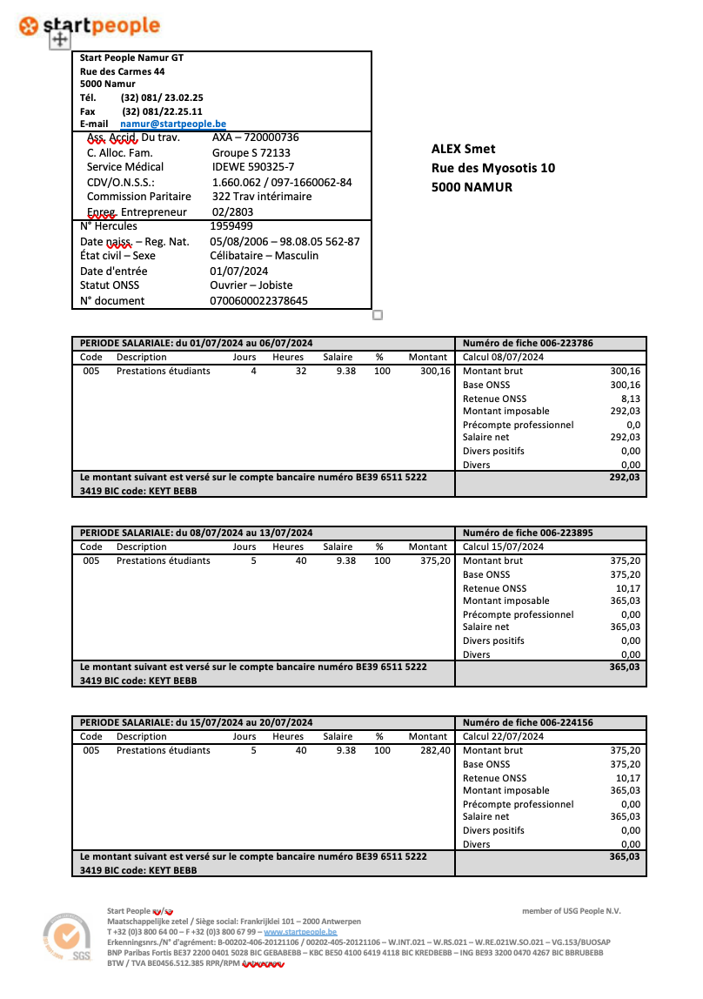 startpeople
Start People Namur GT
Rue des Carmes 44
5000 Namur
Tél. (32) 081/ 23.02.25
Fax (32) 081/22.25.11
E-mail namur@startpeople.be
Ass. Accid. Du trav. AXA – 720000736
C. Alloc. Fam. Groupe S 72133
Service Médical IDEWE 590325-7
CDV/O.N.S.S.: 1.660.062 / 097-1660062-84
Commission Paritaire 322 Trav intérimaire
Enreg. Entrepreneur 02/2803
N° Hercules 1959499
Date naiss. – Reg. Nat. 05/08/2006 – 98.08.05 562-87
État civil – Sexe Célibataire – Masculin
Date d'entrée 01/07/2024
Statut ONSS Ouvrier – Jobiste
N° document 0700600022378645
ALEX Smet
Rue des Myosotis 10
5000 NAMUR
PERIODE SALARIALE: du 01/07/2024 au 06/07/2024 Numéro de fiche 006-223786
Code Description Jours Heures Salaire % Montant Calcul 08/07/2024
005 Prestations étudiants 4 32 9.38 100 300,16 Montant brut 300,16
Base ONSS 300,16
Retenue ONSS 8,13
Montant imposable 292,03
Précompte professionnel 0,0
Salaire net 292,03
Divers positifs 0,00
Divers 0,00
Le montant suivant est versé sur le compte bancaire numéro BE39 6511 5222 292,03
3419 BIC code: KEYT BEBB
PERIODE SALARIALE: du 08/07/2024 au 13/07/2024 Numéro de fiche 006-223895
Code Description Jours Heures Salaire % Montant Calcul 15/07/2024
005 Prestations étudiants 5 40 9.38 100 375,20 Montant brut 375,20
Base ONSS 375,20
Retenue ONSS 10,17
Montant imposable 365,03
Précompte professionnel 0,00
Salaire net 365,03
Divers positifs 0,00
Divers 0,00
Le montant suivant est versé sur le compte bancaire numéro BE39 6511 5222 365,03
3419 BIC code: KEYT BEBB
PERIODE SALARIALE: du 15/07/2024 au 20/07/2024 Numéro de fiche 006-224156
Code Description Jours Heures Salaire % Montant Calcul 22/07/2024
005 Prestations étudiants 5 40 9.38 100 282,40 Montant brut 375,20
Base ONSS 375,20
Retenue ONSS 10,17
Montant imposable 365,03
Précompte professionnel 0,00
Salaire net 365,03
Divers positifs 0,00
Divers 0,00
Le montant suivant est versé sur le compte bancaire numéro BE39 6511 5222 365,03
3419 BIC code: KEYT BEBB
Start People nv/sa member of USG People N.V.
Maatschappelijke zetel / Siège social: Frankrijklei 101 – 2000 Antwerpen
T +32 (0)3 800 64 00 – F +32 (0)3 800 67 99 – www.startpeople.be
Erkenningsnrs./N° d'agrément: B-00202-406-20121106 / 00202-405-20121106 – W.INT.021 – W.RS.021 – W.RE.021W.SO.021 – VG.153/BUOSAP
BNP Paribas Fortis BE37 2200 0401 5028 BIC GEBABEBB – KBC BE50 4100 6419 4118 BIC KREDBEBB – ING BE93 3200 0470 4267 BIC BBRUBEBB
BTW / TVA BE0456.512.385 RPR/RPM Antwerpen
SGS